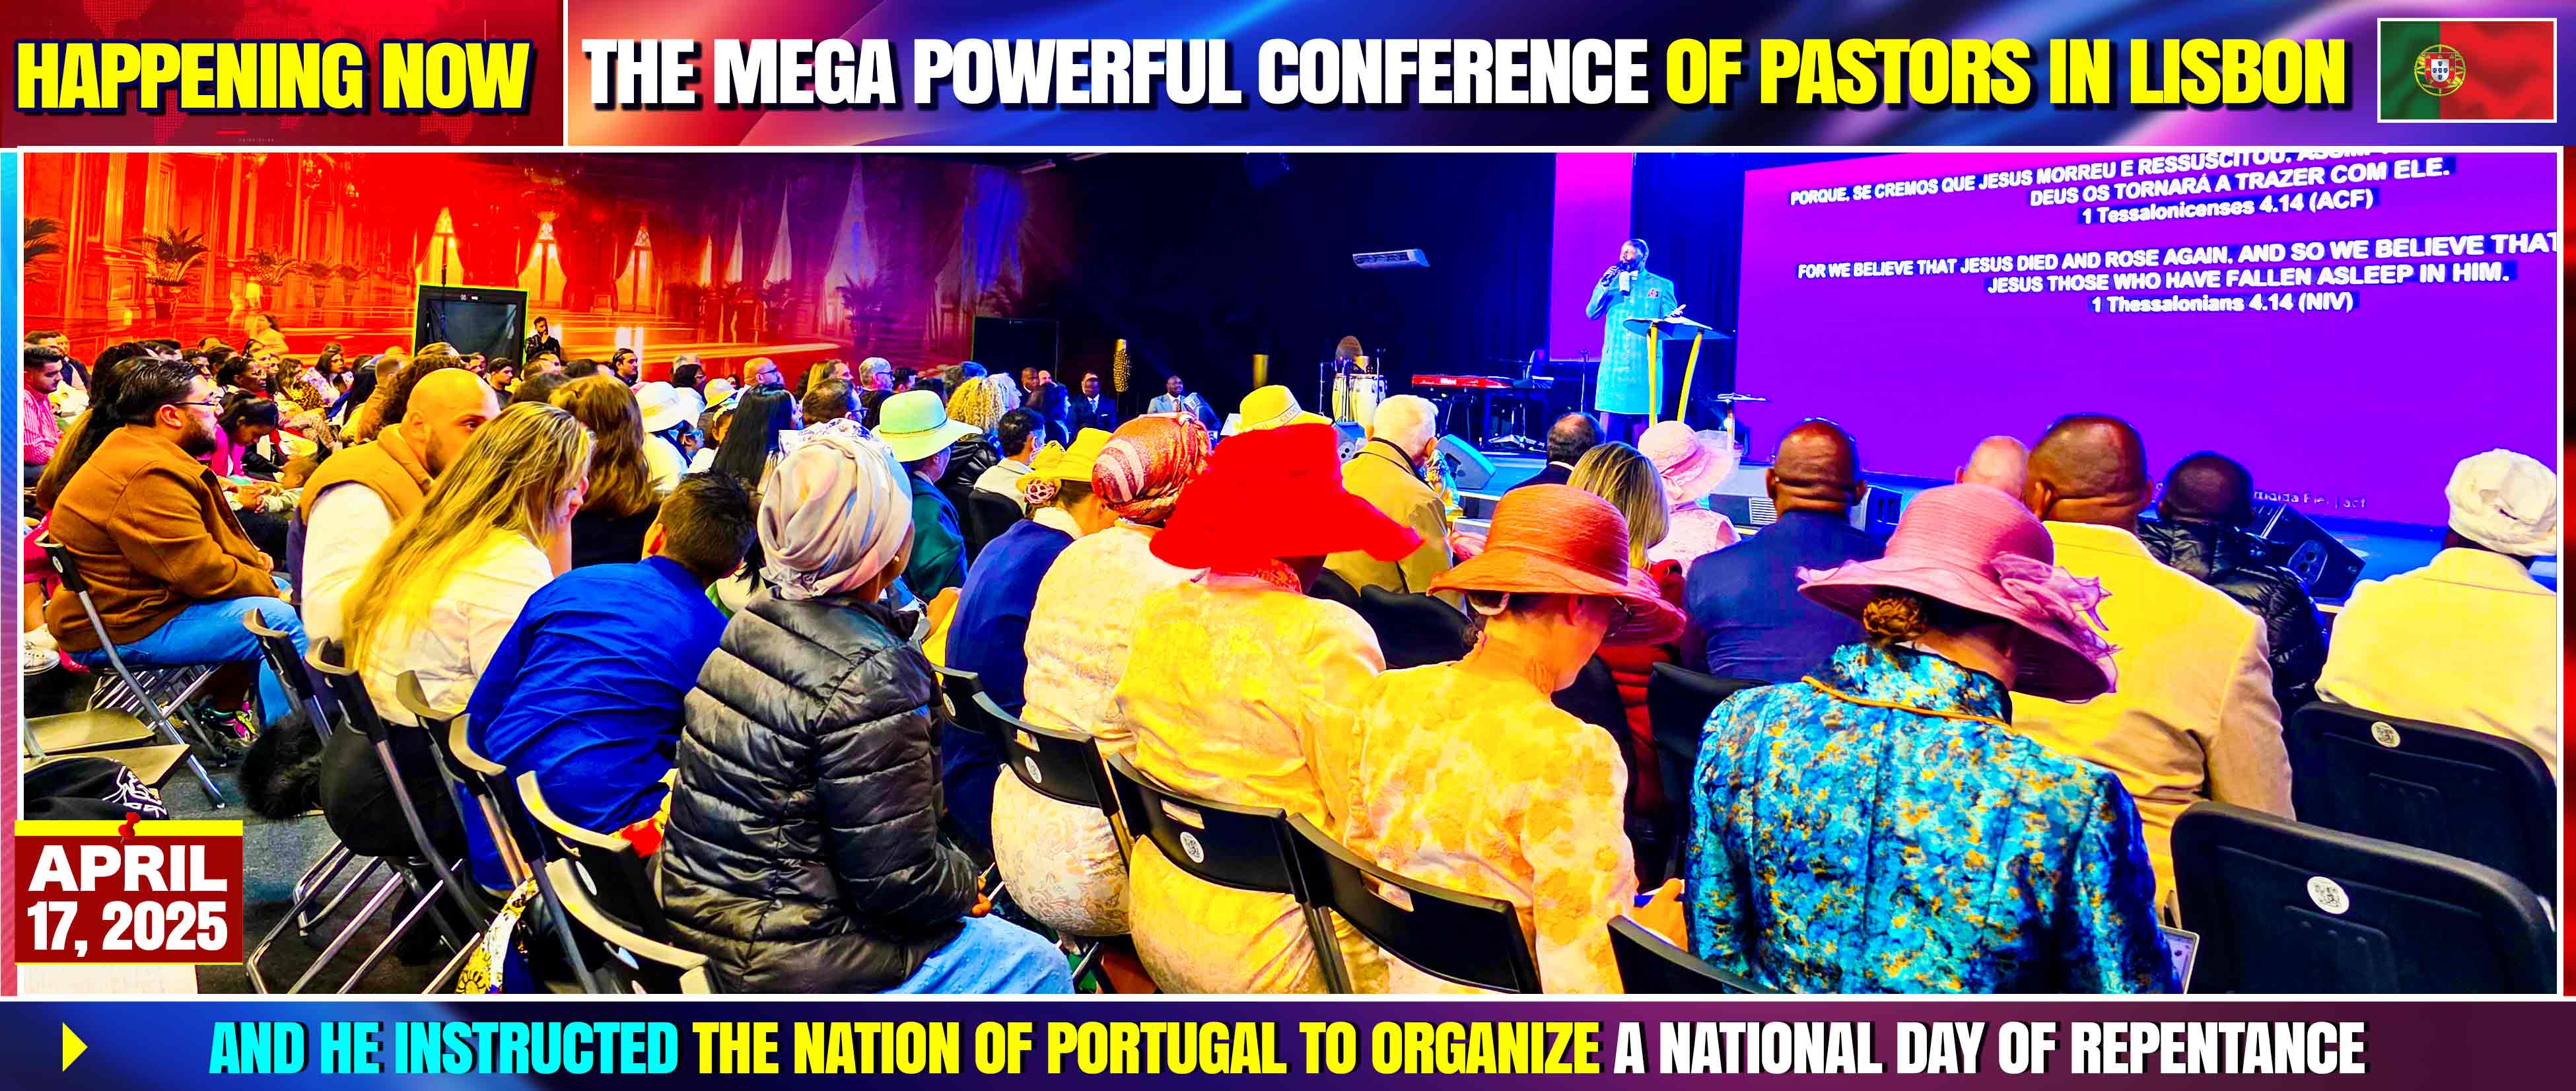 HAPPENING NOW
THE MEGA POWERFUL CONFERENCE OF PASTORS IN LISBON
PORQUE, SE CREMOS QUE JESUS MORREU E RESSUSCITOU,
DEUS OS TORNARÁ A TRAZER COM ELE.
1 Tessalonicenses 4.14 (ACF)
FOR WE BELIEVE THAT JESUS DIED AND ROSE AGAIN, AND SO WE BELIEVE THAT
JESUS THOSE WHO HAVE FALLEN ASLEEP IN HIM.
1 Thessalonians 4.14 (NIV)
| acf
APRIL
17, 2025
AND HE INSTRUCTED THE NATION OF PORTUGAL TO ORGANIZE A NATIONAL DAY OF REPENTANCE